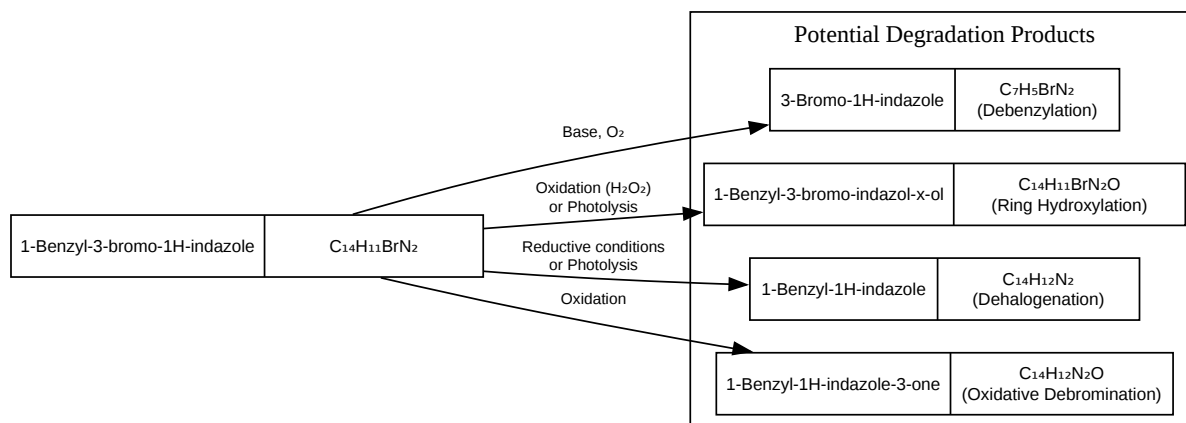 Potential Degradation Products
3-Bromo-1H-indazole
C₇H₅BrN₂
(Debenzylation)
Base, O₂
Oxidation (H₂O₂)
or Photolysis
1-Benzyl-3-bromo-indazol-x-ol
C₁₄H₁₁BrN₂O
(Ring Hydroxylation)
1-Benzyl-3-bromo-1H-indazole
C₁₄H₁₁BrN₂
Reductive conditions
or Photolysis
1-Benzyl-1H-indazole
C₁₄H₁₂N₂
(Dehalogenation)
Oxidation
1-Benzyl-1H-indazole-3-one
C₁₄H₁₂N₂O
(Oxidative Debromination)